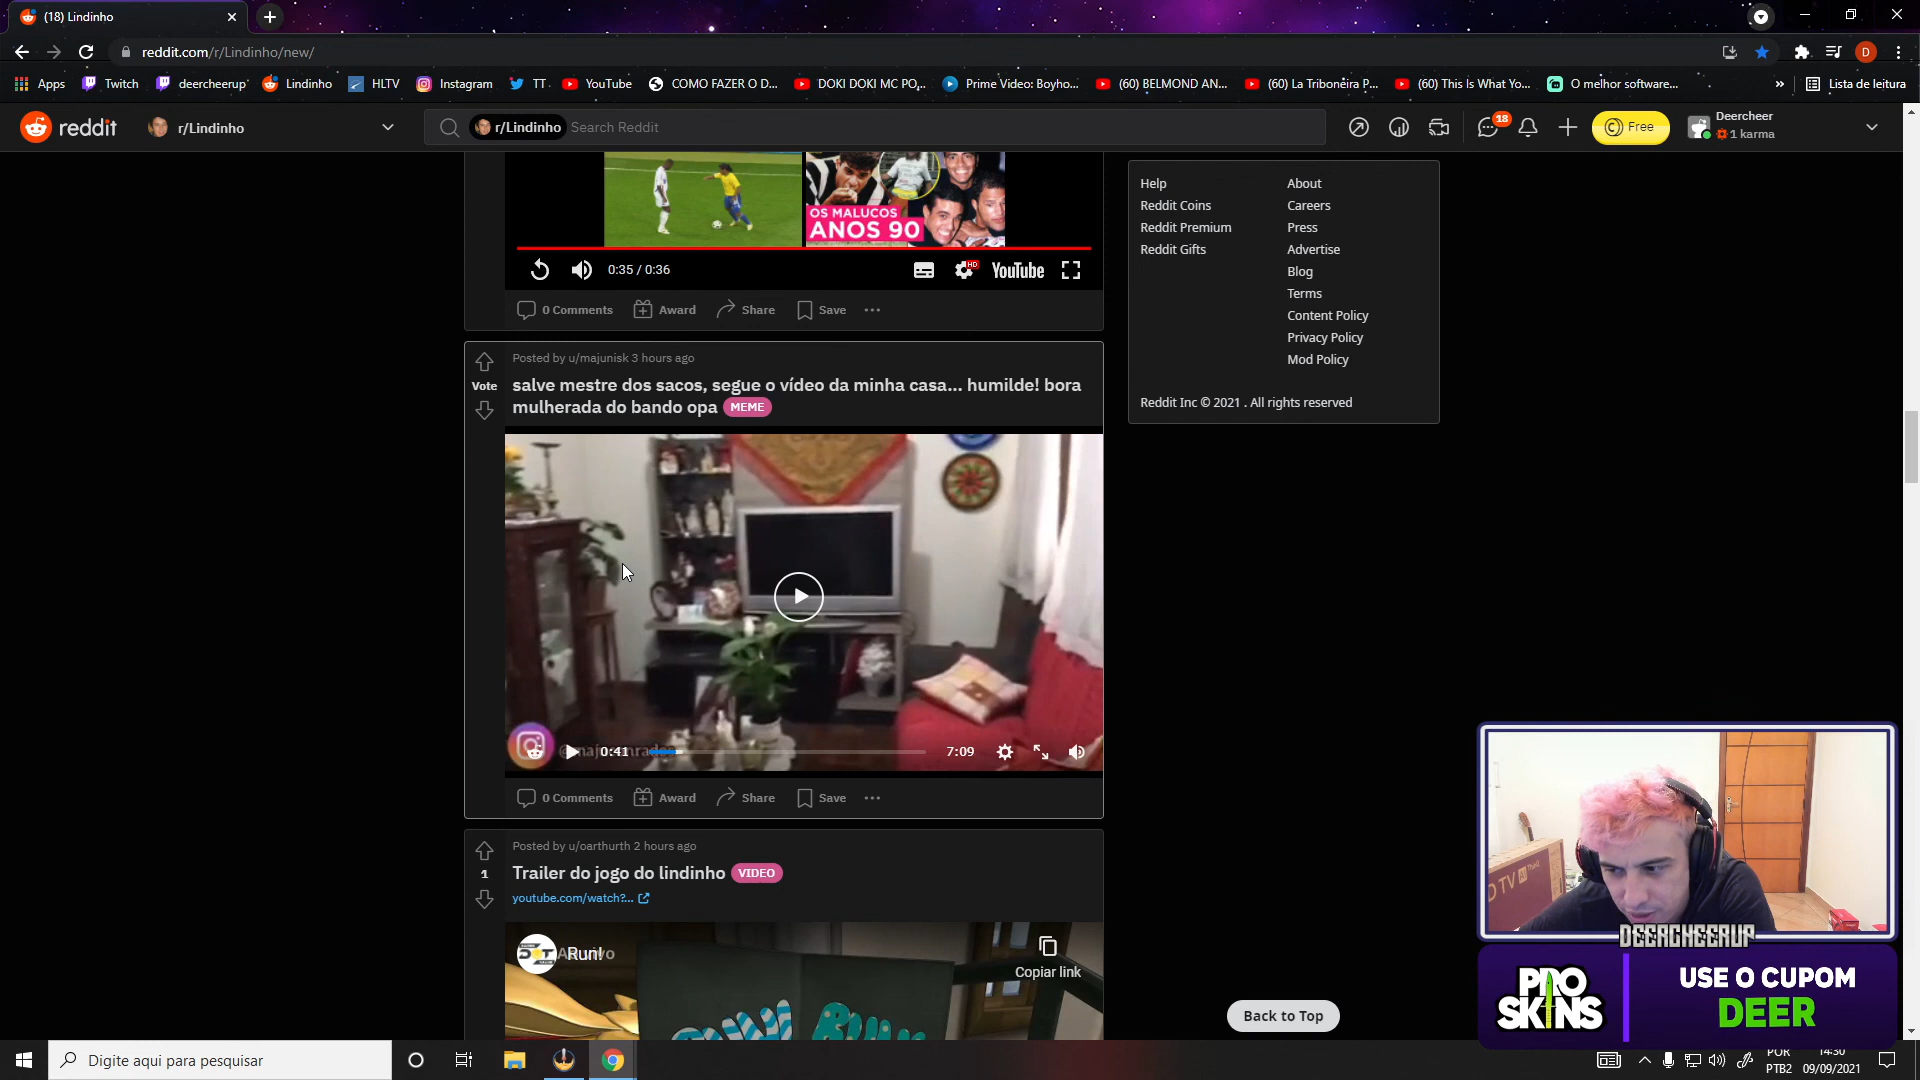 (18) Lindinho
reddit.com/r/Lindinho/new/
Apps Twitch deercheerup Lindinho HLTV Instagram TT YouTube COMO FAZER O D... DOKI DOKI MC PO... Prime Video: Boyho... (60) BELMOND AN... (60) La Triboneira P... (60) This Is What Yo... O melhor software... » Lista de leitura
reddit r/Lindinho r/Lindinho Search Reddit 18 Free Deercheer
1 karma
OS MALUCOS
ANOS 90
0:35 / 0:36 HD YouTube
0 Comments Award Share Save
Posted by u/majunisk 3 hours ago
Vote
salve mestre dos sacos, segue o vídeo da minha casa... humilde! bora
mulherada do bando opa MEME
0:41 7:09
0 Comments Award Share Save
Posted by u/oarthurth 2 hours ago
1
Trailer do jogo do lindinho VIDEO
youtube.com/watch?...
Run!
Copiar link
Help About
Reddit Coins Careers
Reddit Premium Press
Reddit Gifts Advertise
Blog
Terms
Content Policy
Privacy Policy
Mod Policy
Reddit Inc © 2021 . All rights reserved
Back to Top
DEERCHEERUP
PRO
SKINS
USE O CUPOM
DEER
Digite aqui para pesquisar
POR
PTB2
14:30
09/09/2021